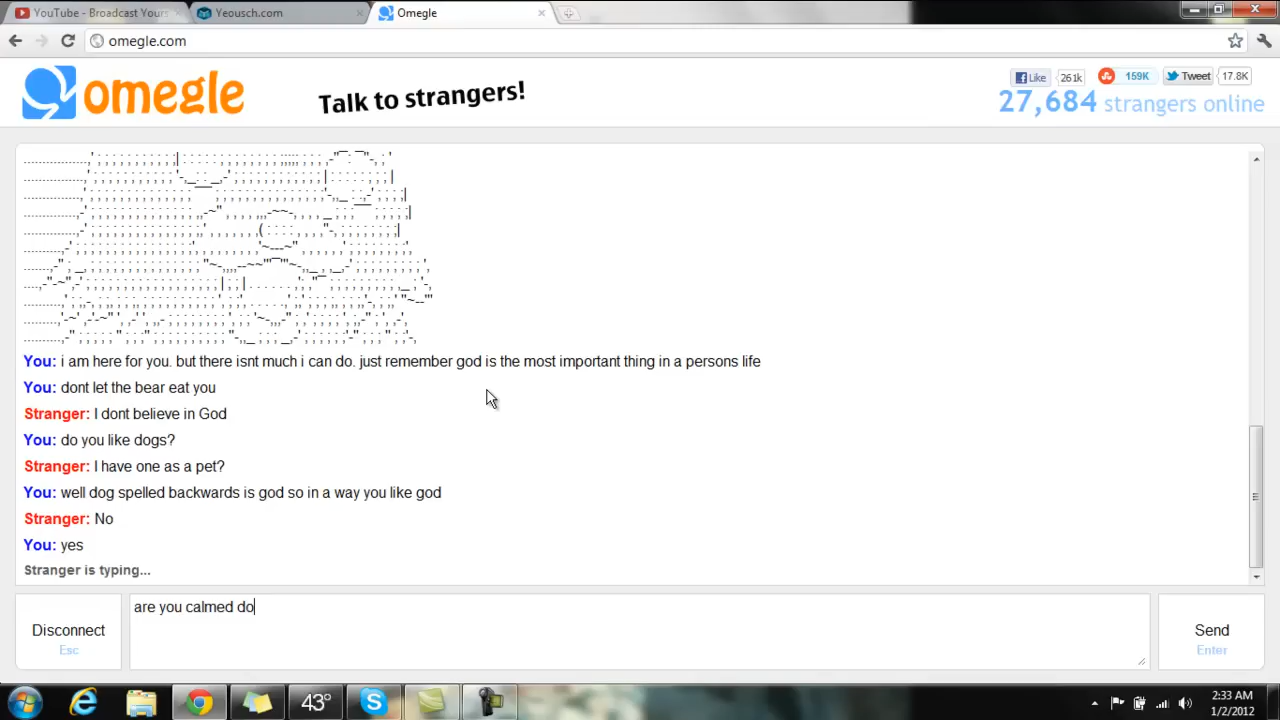 YouTube - Broadcast Yours
Yeousch.com
Omegle
omegle.com
omegle
Talk to strangers!
Like 261k
159K
Tweet 17.8K
27,684 strangers online
You: i am here for you. but there isnt much i can do. just remember god is the most important thing in a persons life
You: dont let the bear eat you
Stranger: I dont believe in God
You: do you like dogs?
Stranger: I have one as a pet?
You: well dog spelled backwards is god so in a way you like god
Stranger: No
You: yes
Stranger is typing...
are you calmed do
Disconnect
Esc
Send
Enter
43°
2:33 AM
1/2/2012